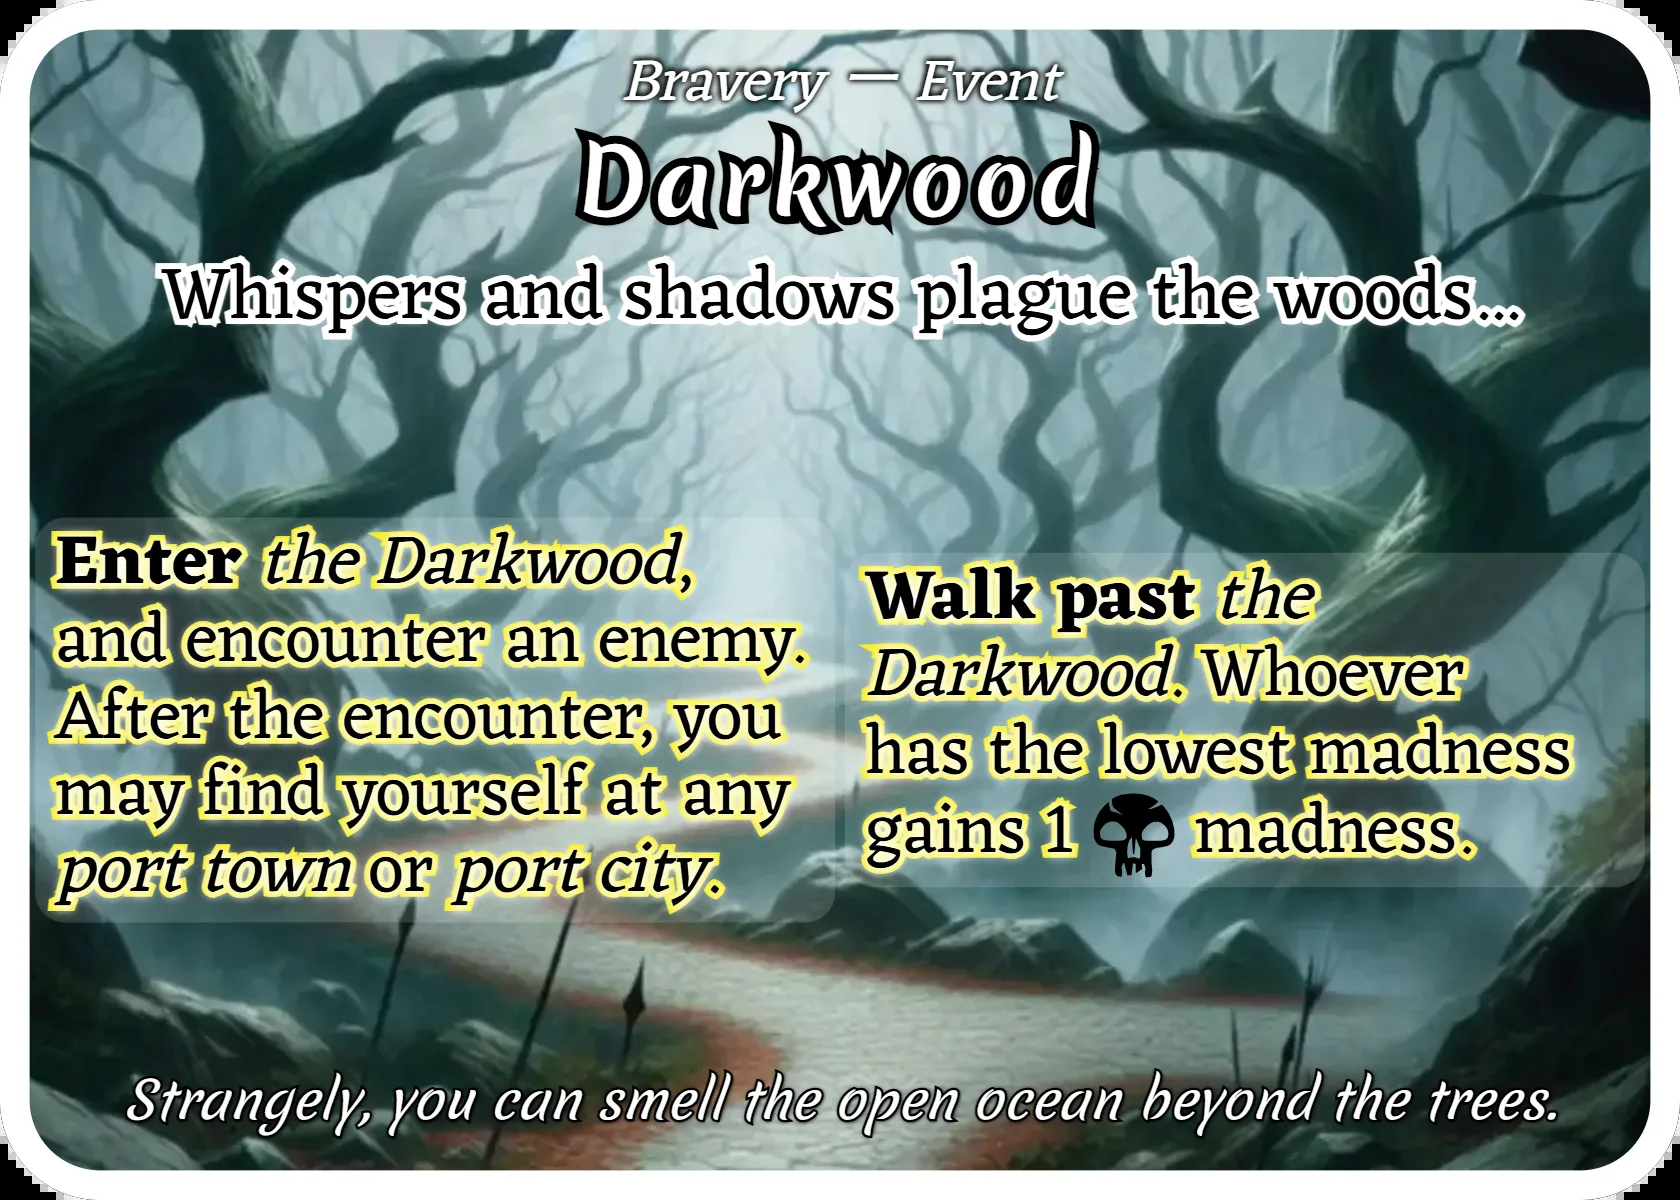 Bravery — Event
Darkwood
Whispers and shadows plague the woods...
Enter the Darkwood,
and encounter an enemy.
After the encounter, you
may find yourself at any
port town or port city.
Walk past the
Darkwood. Whoever
has the lowest madness
gains 1 madness.
Strangely, you can smell the open ocean beyond the trees.